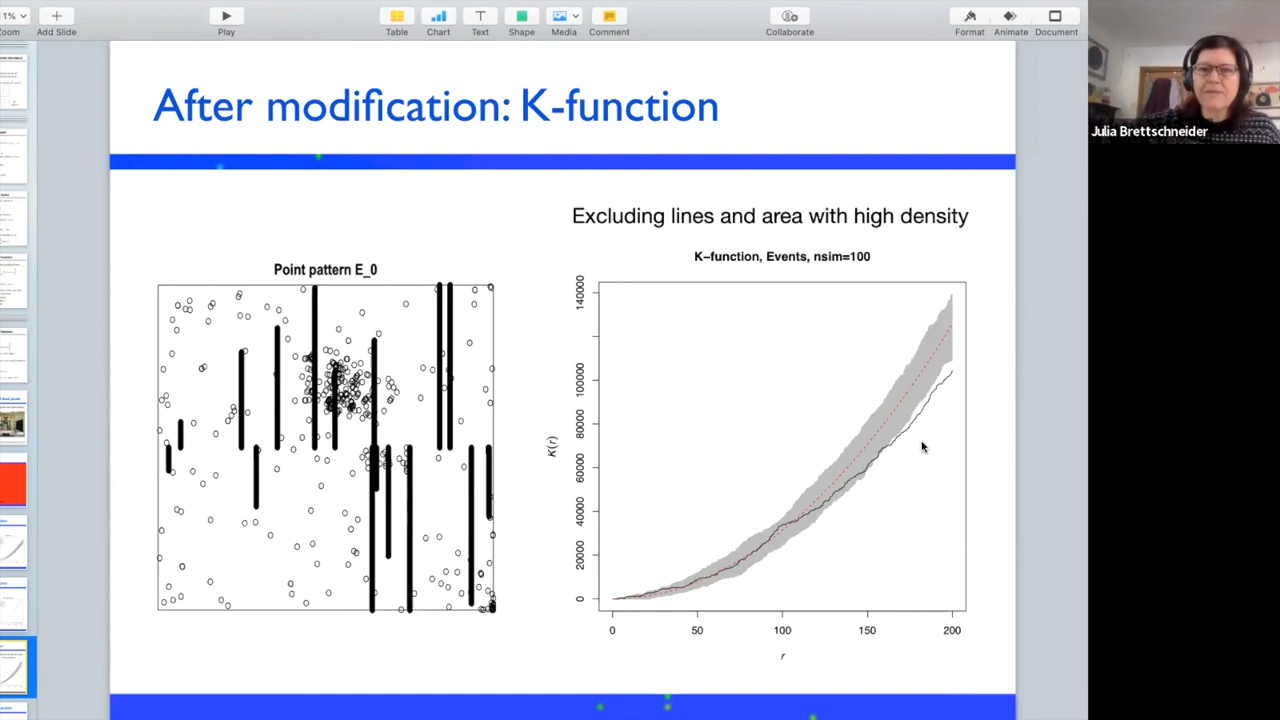 1%
Zoom
Add Slide
Play
Table
Chart
Text
Shape
Media
Comment
Collaborate
Format
Animate
Document
After modification: K-function
Julia Brettschneider
Excluding lines and area with high density
Point pattern E_0
K−function, Events, nsim=100
K(r)
140000
100000
80000
60000
40000
20000
0
0
50
100
150
200
r